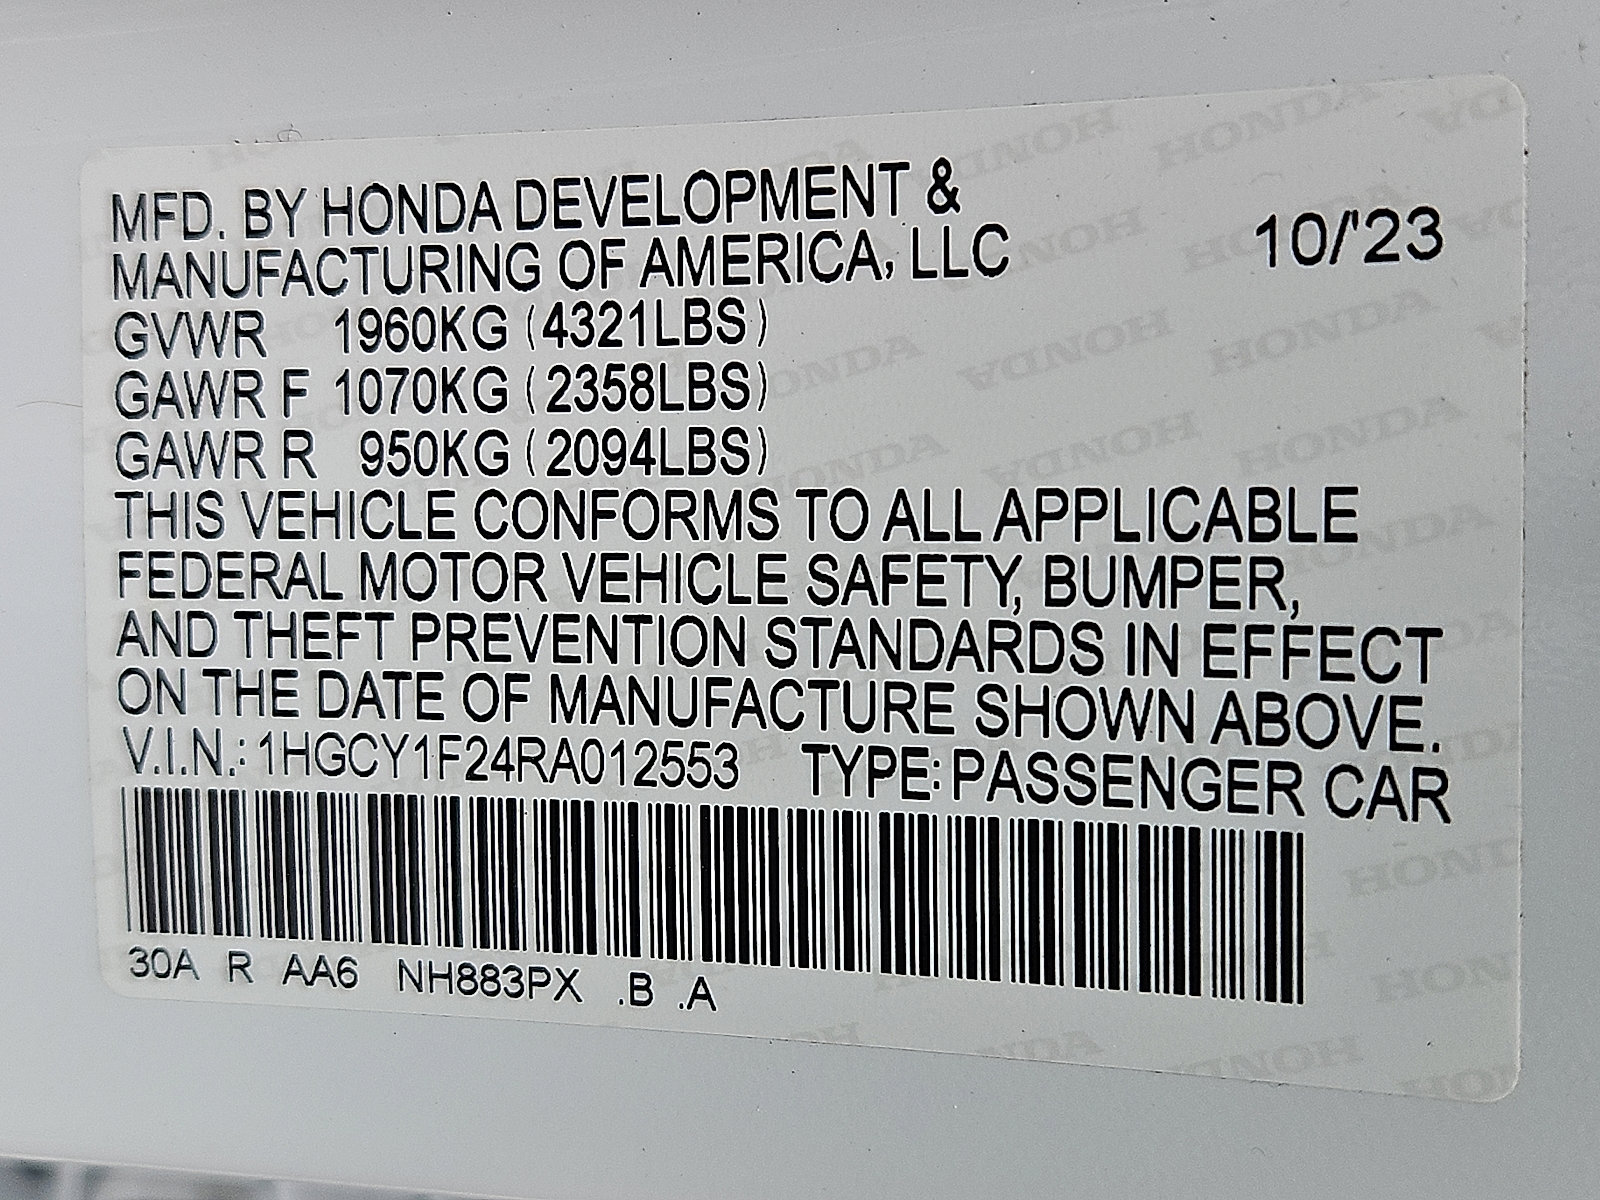 MFD. BY HONDA DEVELOPMENT &
MANUFACTURING OF AMERICA, LLC 10/'23
GVWR 1960KG (4321LBS)
GAWR F 1070KG (2358LBS)
GAWR R 950KG (2094LBS)
THIS VEHICLE CONFORMS TO ALL APPLICABLE
FEDERAL MOTOR VEHICLE SAFETY, BUMPER,
AND THEFT PREVENTION STANDARDS IN EFFECT
ON THE DATE OF MANUFACTURE SHOWN ABOVE.
V.I.N.: 1HGCY1F24RA012553 TYPE: PASSENGER CAR
30A R AA6 NH883PX .B .A